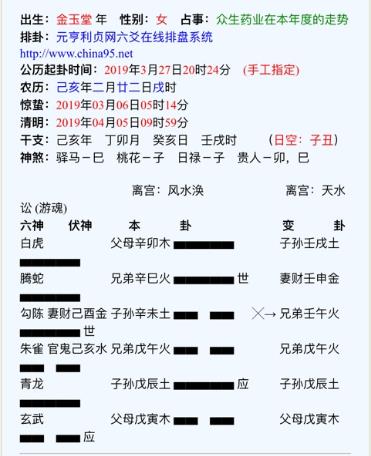 出生：金玉堂 年　性别：女　占事：众生药业在本年度的走势
排卦：元亨利贞网六爻在线排盘系统
http://www.china95.net
公历起卦时间：2019年3月27日20时24分　(手工指定)
农历：己亥年二月廿二日戌时
惊蛰：2019年03月06日05时14分
清明：2019年04月05日09时59分
干支：己亥年　丁卯月　癸亥日　壬戌时　　（日空：子丑）
神煞：驿马－巳　桃花－子　日禄－子　贵人－卯，巳
离宫：风水涣　　离宫：天水
讼 (游魂)
六神　伏神　本　卦　变　卦
白虎　父母辛卯木　子孙壬戌土
螣蛇　兄弟辛巳火　世　妻财壬申金
勾陈 妻财己酉金 子孙辛未土　╳→ 兄弟壬午火
世
朱雀 官鬼己亥水 兄弟戊午火　兄弟戊午火
青龙　子孙戊辰土　应　子孙戊辰土
玄武　父母戊寅木　父母戊寅木
应